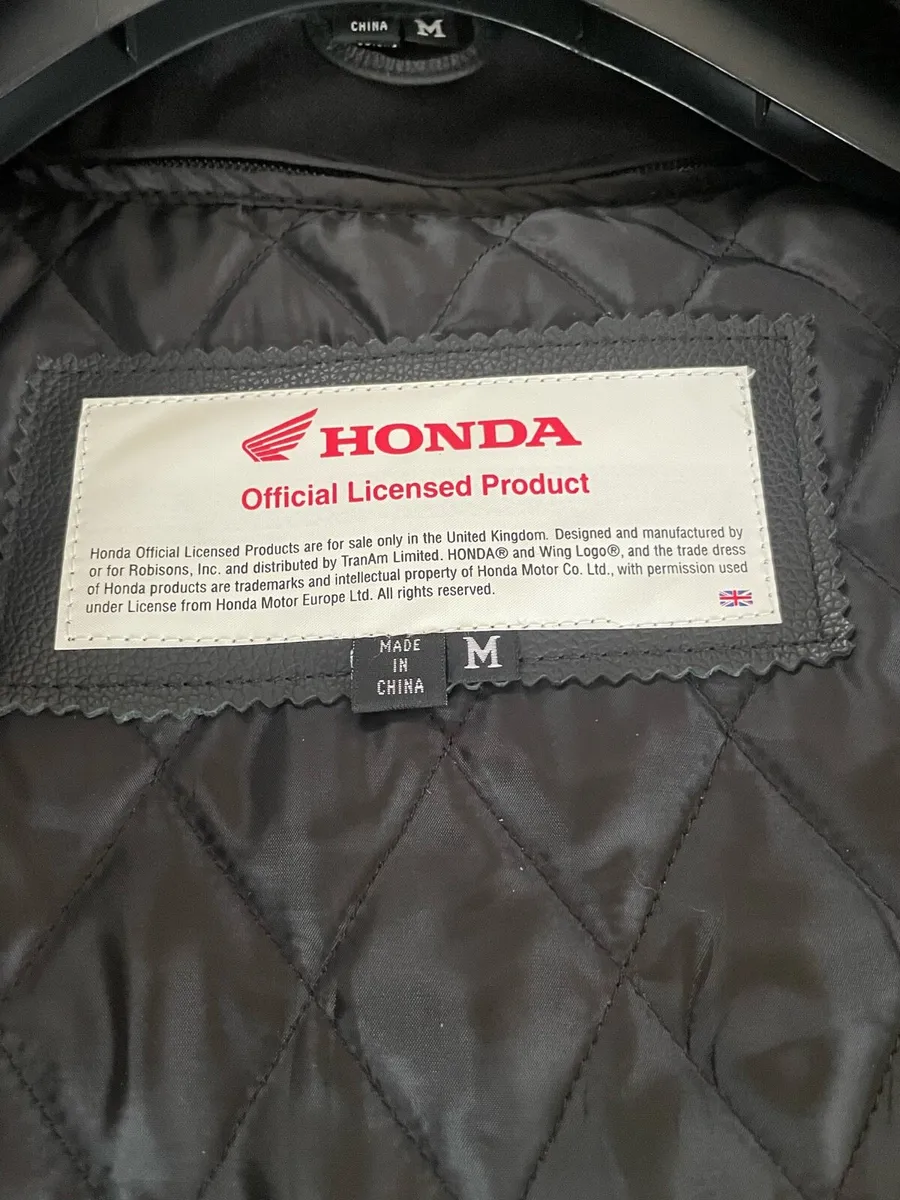 CHINA M
HONDA
Official Licensed Product
Honda Official Licensed Products are for sale only in the United Kingdom. Designed and manufactured by
or for Robisons, Inc. and distributed by TranAm Limited. HONDA® and Wing Logo®, and the trade dress
of Honda products are trademarks and intellectual property of Honda Motor Co. Ltd., with permission used
under License from Honda Motor Europe Ltd. All rights reserved.
MADE
IN
CHINA
M